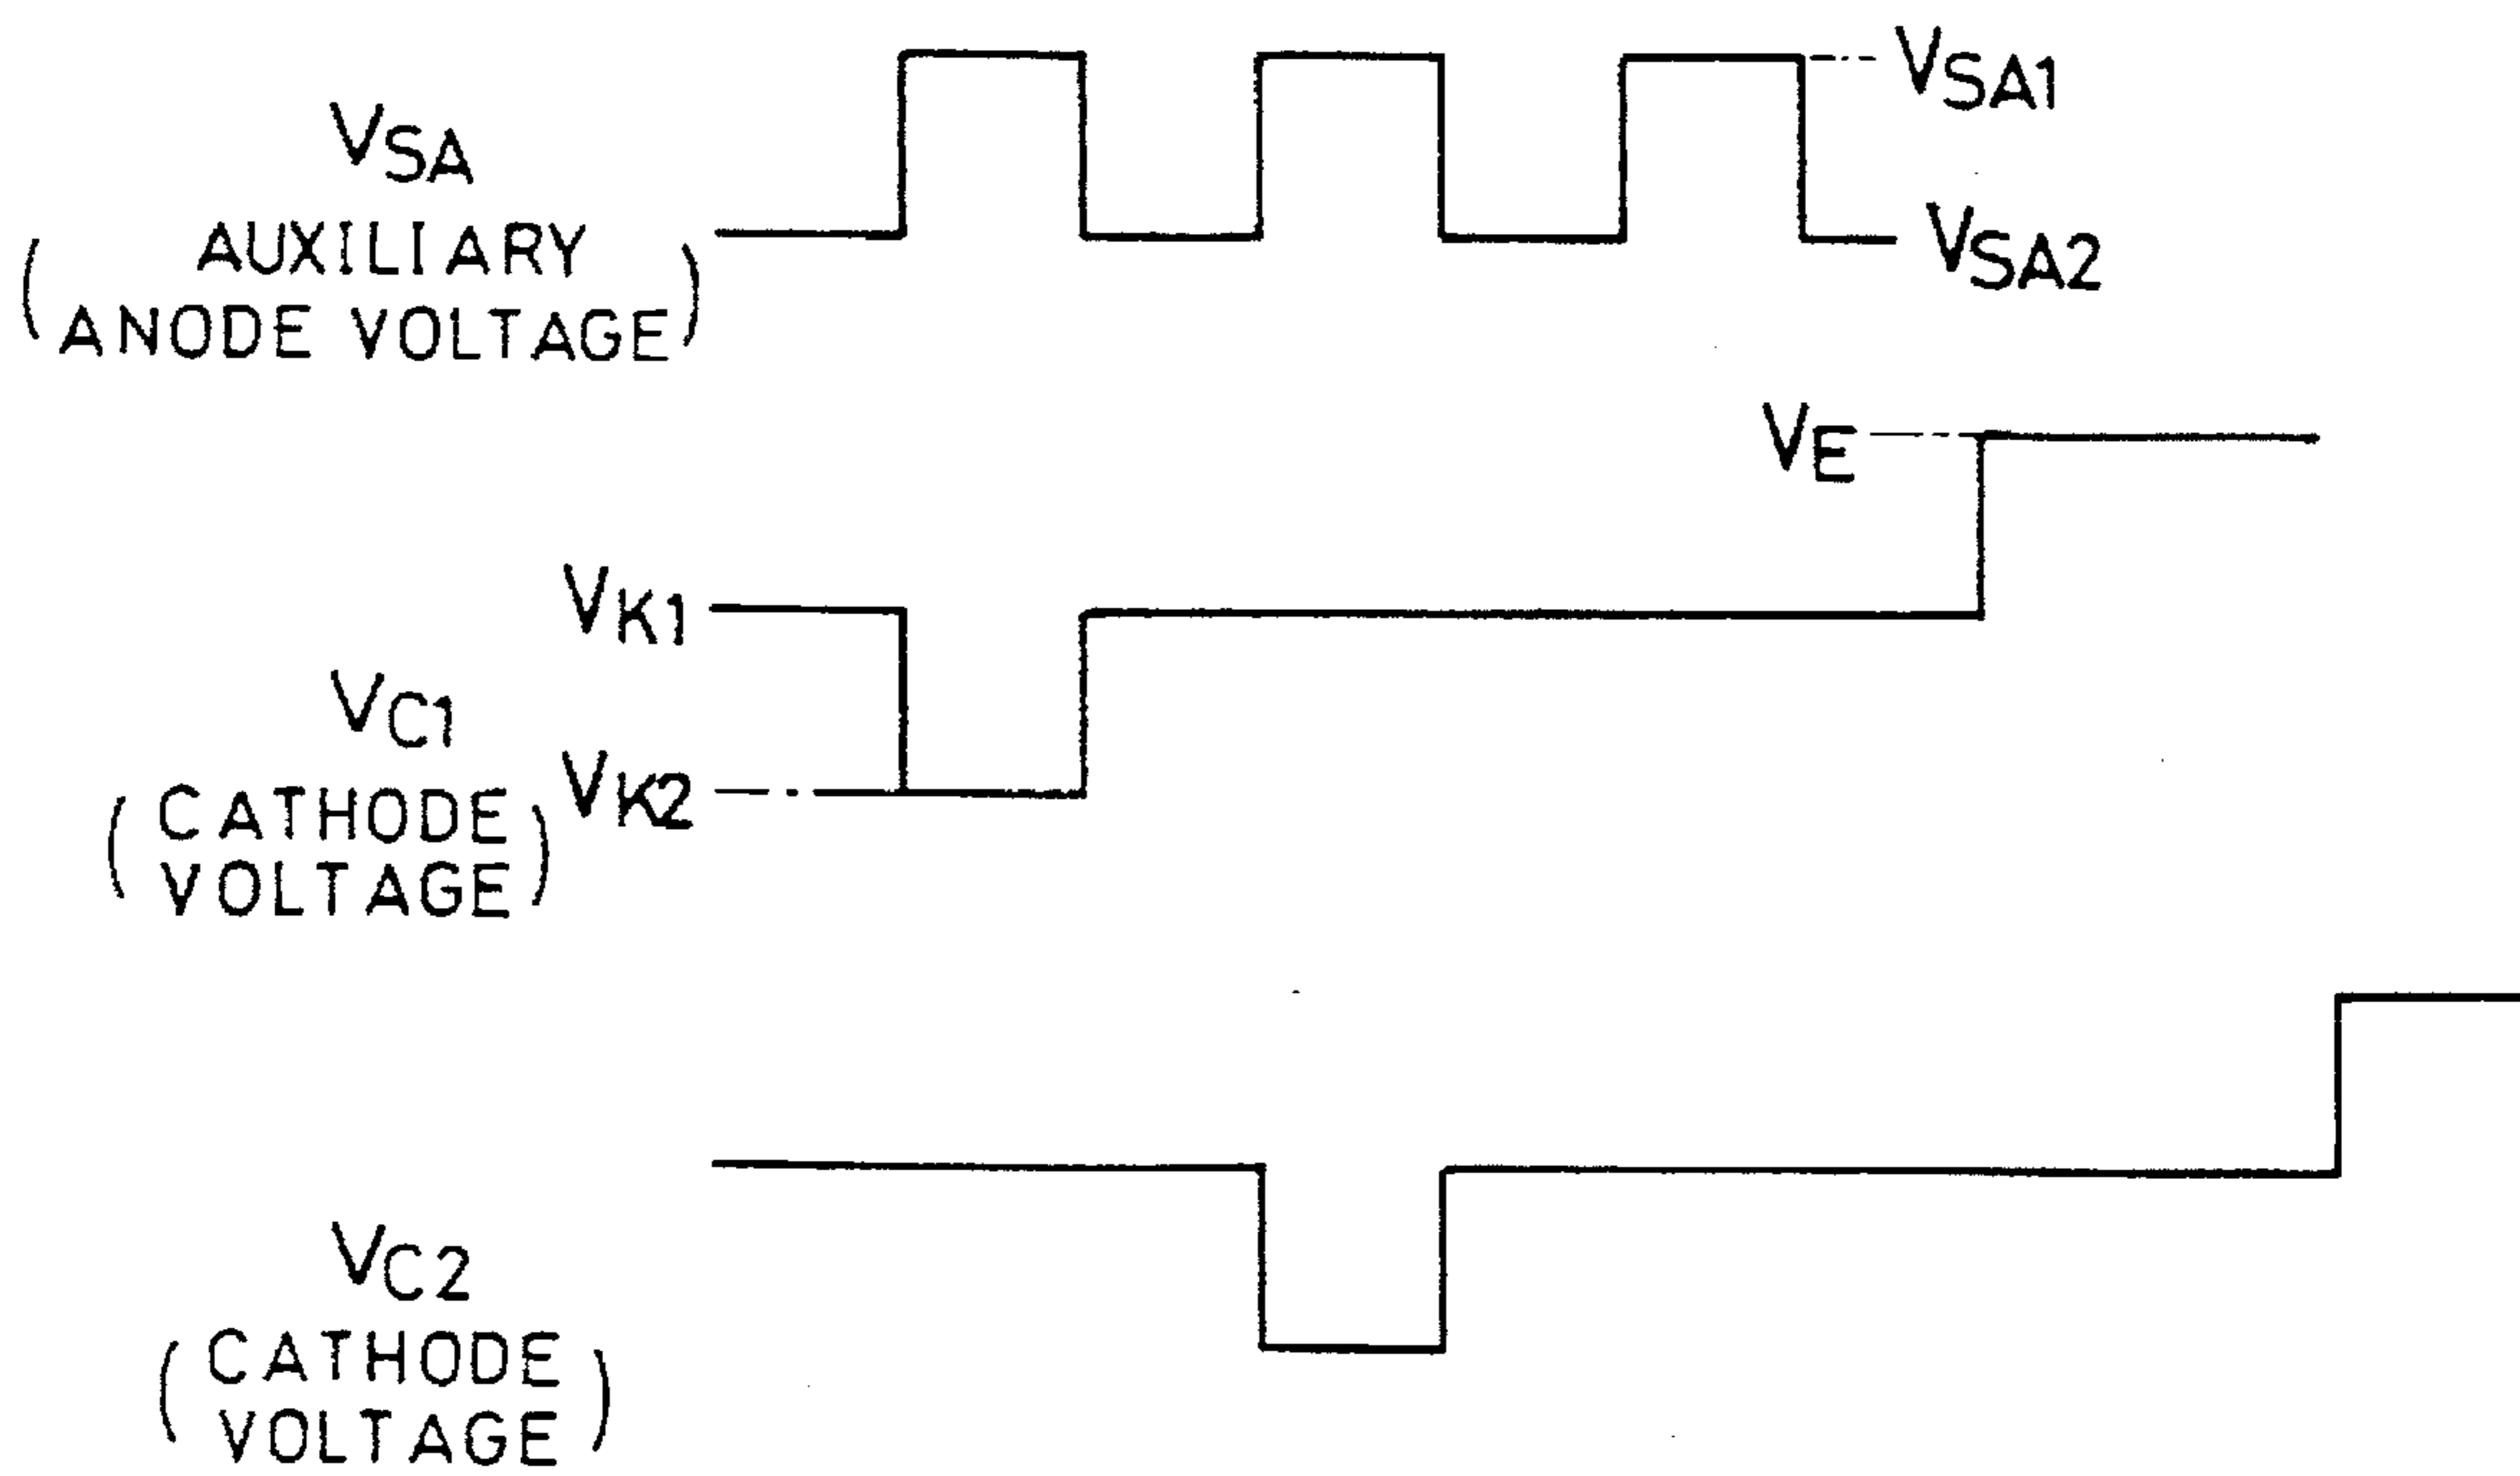 VSA
VSA1
( AUXILIARY
ANODE VOLTAGE )
VSA2
VE
VK1
VC1
VK2
( CATHODE
VOLTAGE )
VC2
( CATHODE
VOLTAGE )